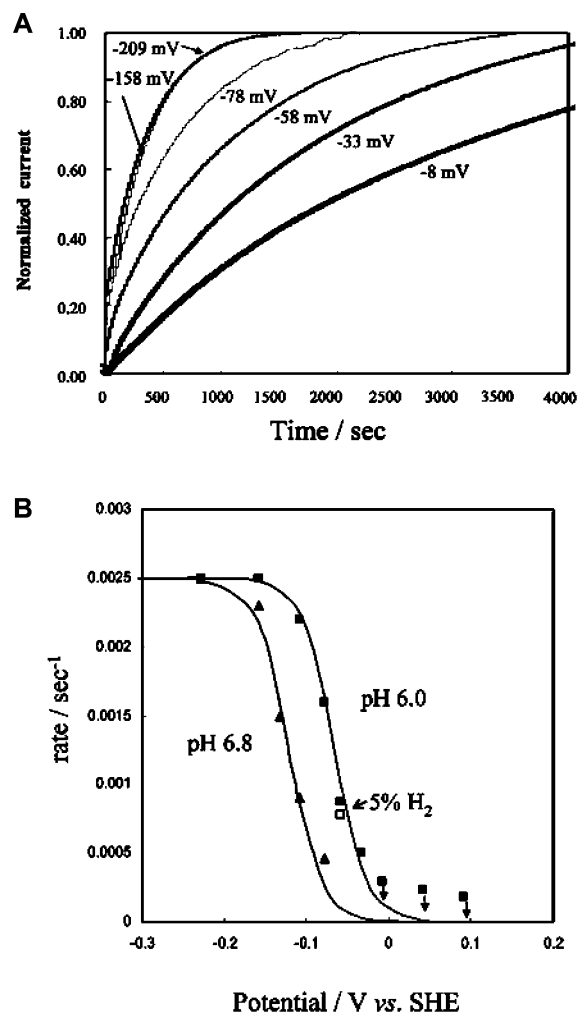 A
1.00
0.80
0.60
0.40
0.20
0.00
Normalized current
-209 mV
-158 mV
-78 mV
-58 mV
-33 mV
-8 mV
0 500 1000 1500 2000 2500 3000 3500 4000
Time / sec
B
0.003
0.0025
0.002
0.0015
0.001
0.0005
0
rate / sec⁻¹
pH 6.0
pH 6.8
5% H₂
-0.3 -0.2 -0.1 0 0.1 0.2
Potential / V vs. SHE